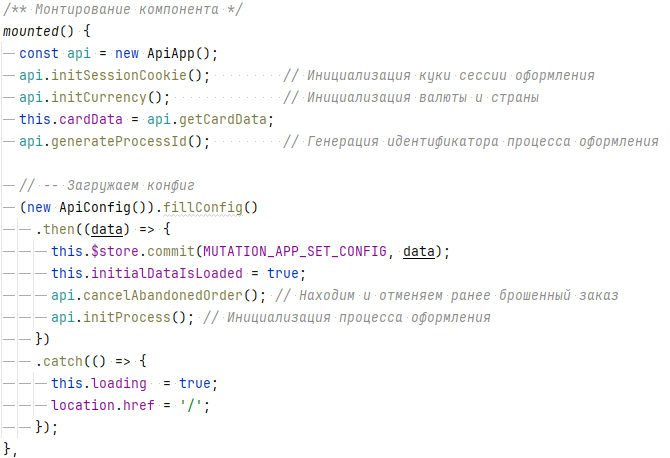 /** Монтирование компонента */
mounted() {
const api = new ApiApp();
api.initSessionCookie(); // Инициализация куки сессии оформления
api.initCurrency(); // Инициализация валюты и страны
this.cardData = api.getCardData;
api.generateProcessId(); // Генерация идентификатора процесса оформления
// -- Загружаем конфиг
(new ApiConfig()).fillConfig()
.then((data) => {
this.$store.commit(MUTATION_APP_SET_CONFIG, data);
this.initialDataIsLoaded = true;
api.cancelAbandonedOrder(); // Находим и отменяем ранее брошенный заказ
api.initProcess(); // Инициализация процесса оформления
})
.catch(() => {
this.loading = true;
location.href = '/';
});
},